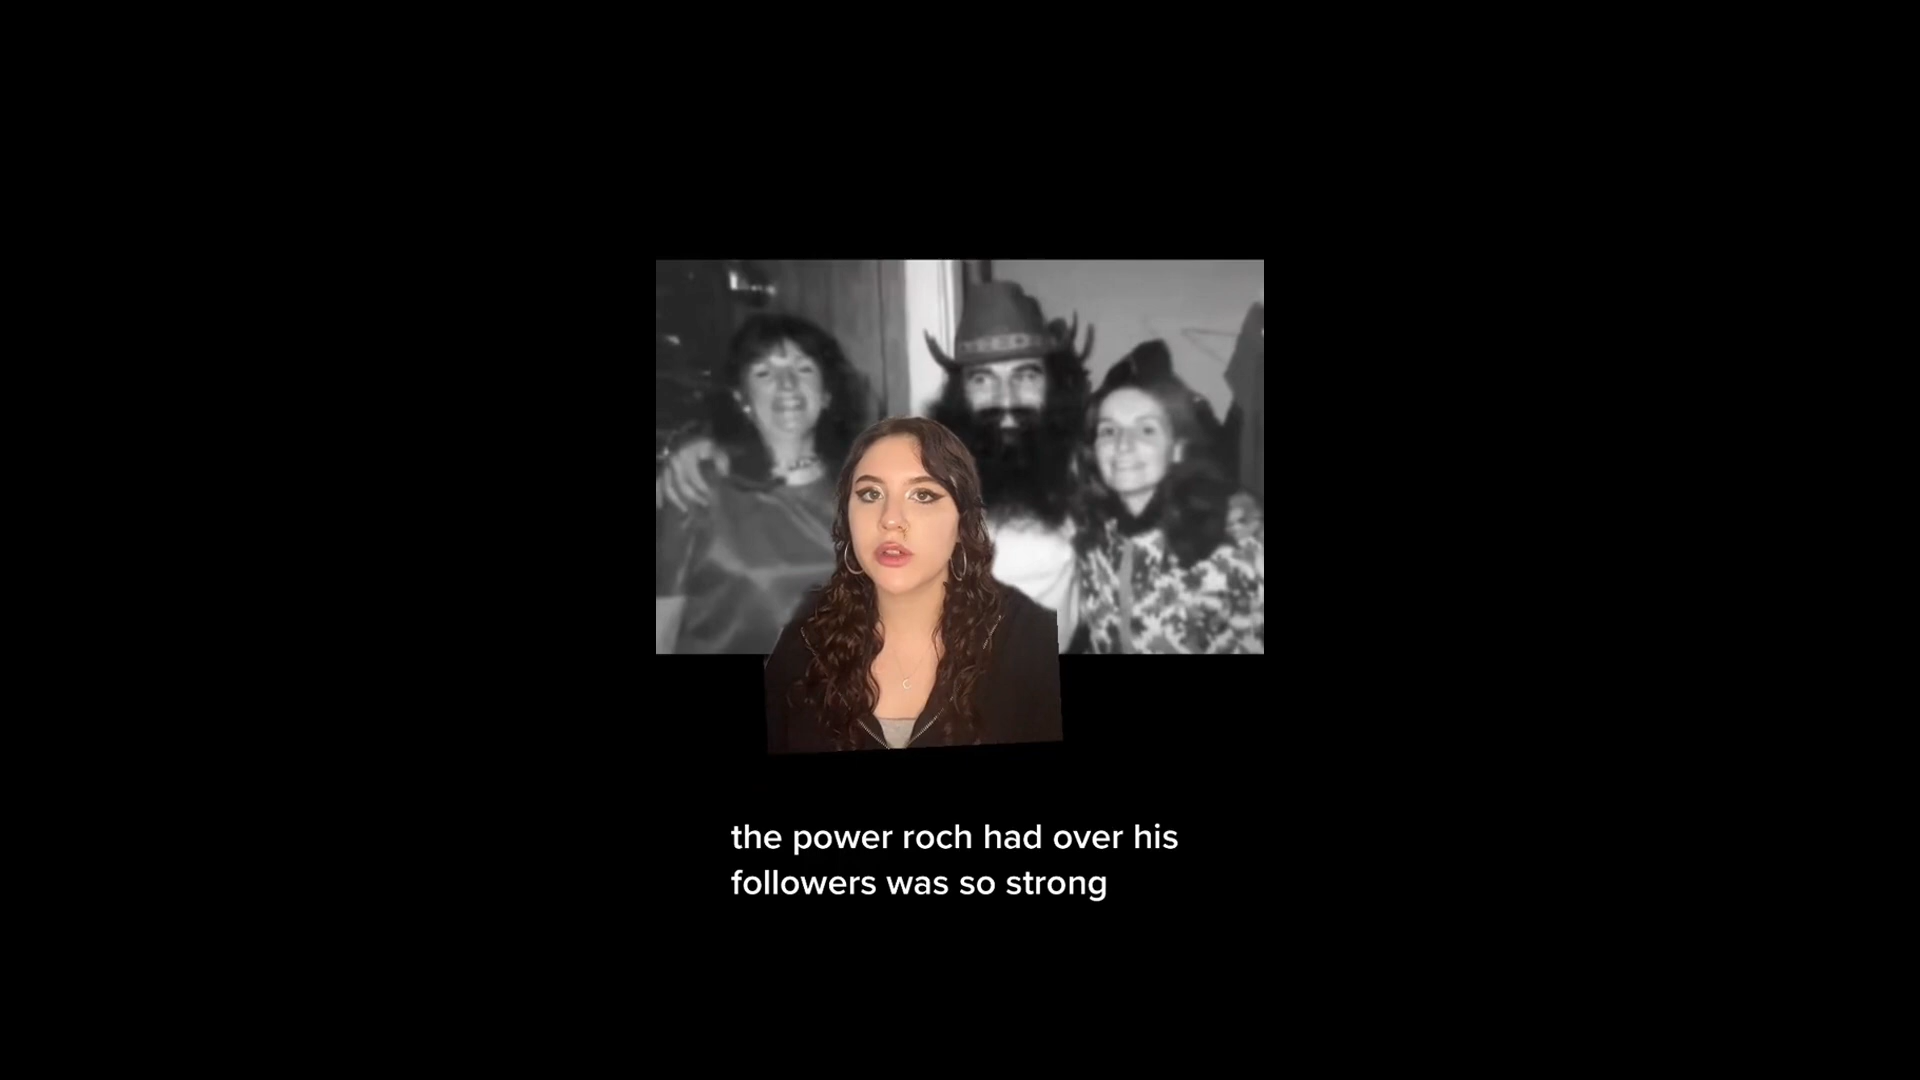 the power roch had over his
followers was so strong